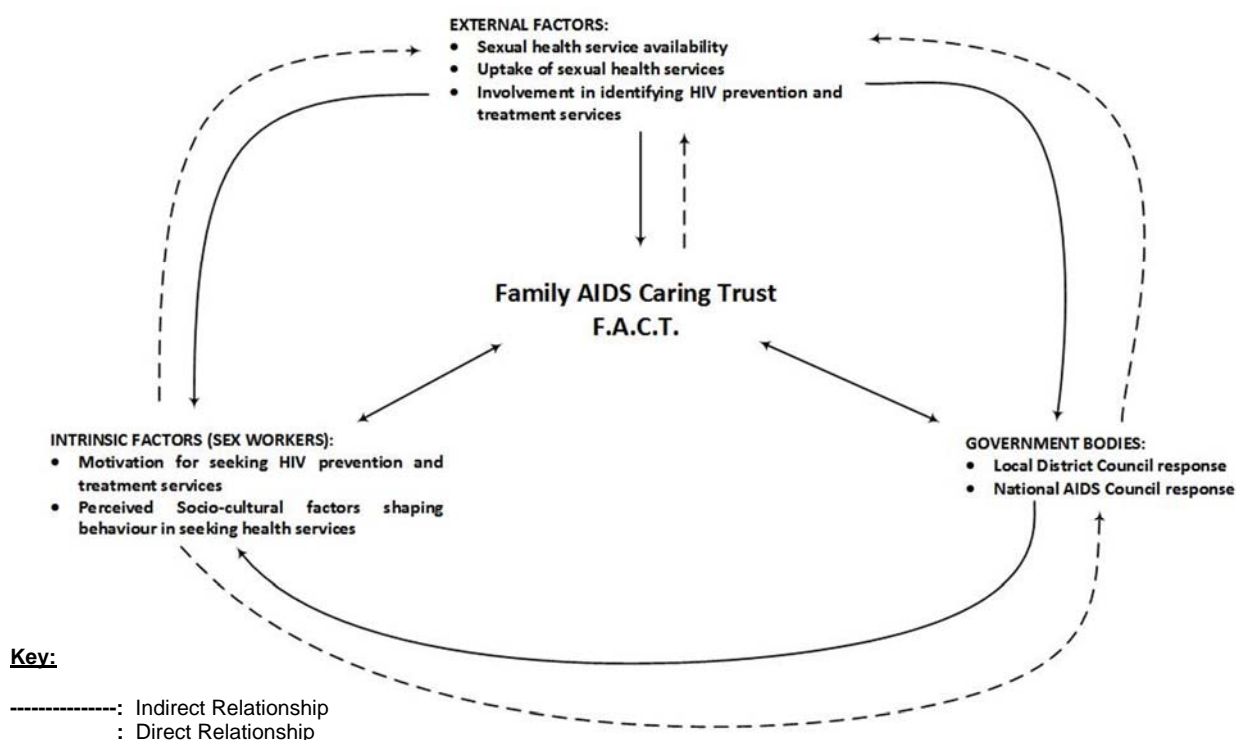 EXTERNAL FACTORS:
• Sexual health service availability
• Uptake of sexual health services
• Involvement in identifying HIV prevention and
treatment services
Family AIDS Caring Trust
F.A.C.T.
INTRINSIC FACTORS (SEX WORKERS):
• Motivation for seeking HIV prevention and
treatment services
• Perceived Socio-cultural factors shaping
behaviour in seeking health services
GOVERNMENT BODIES:
• Local District Council response
• National AIDS Council response
Key:
---------------: Indirect Relationship
: Direct Relationship